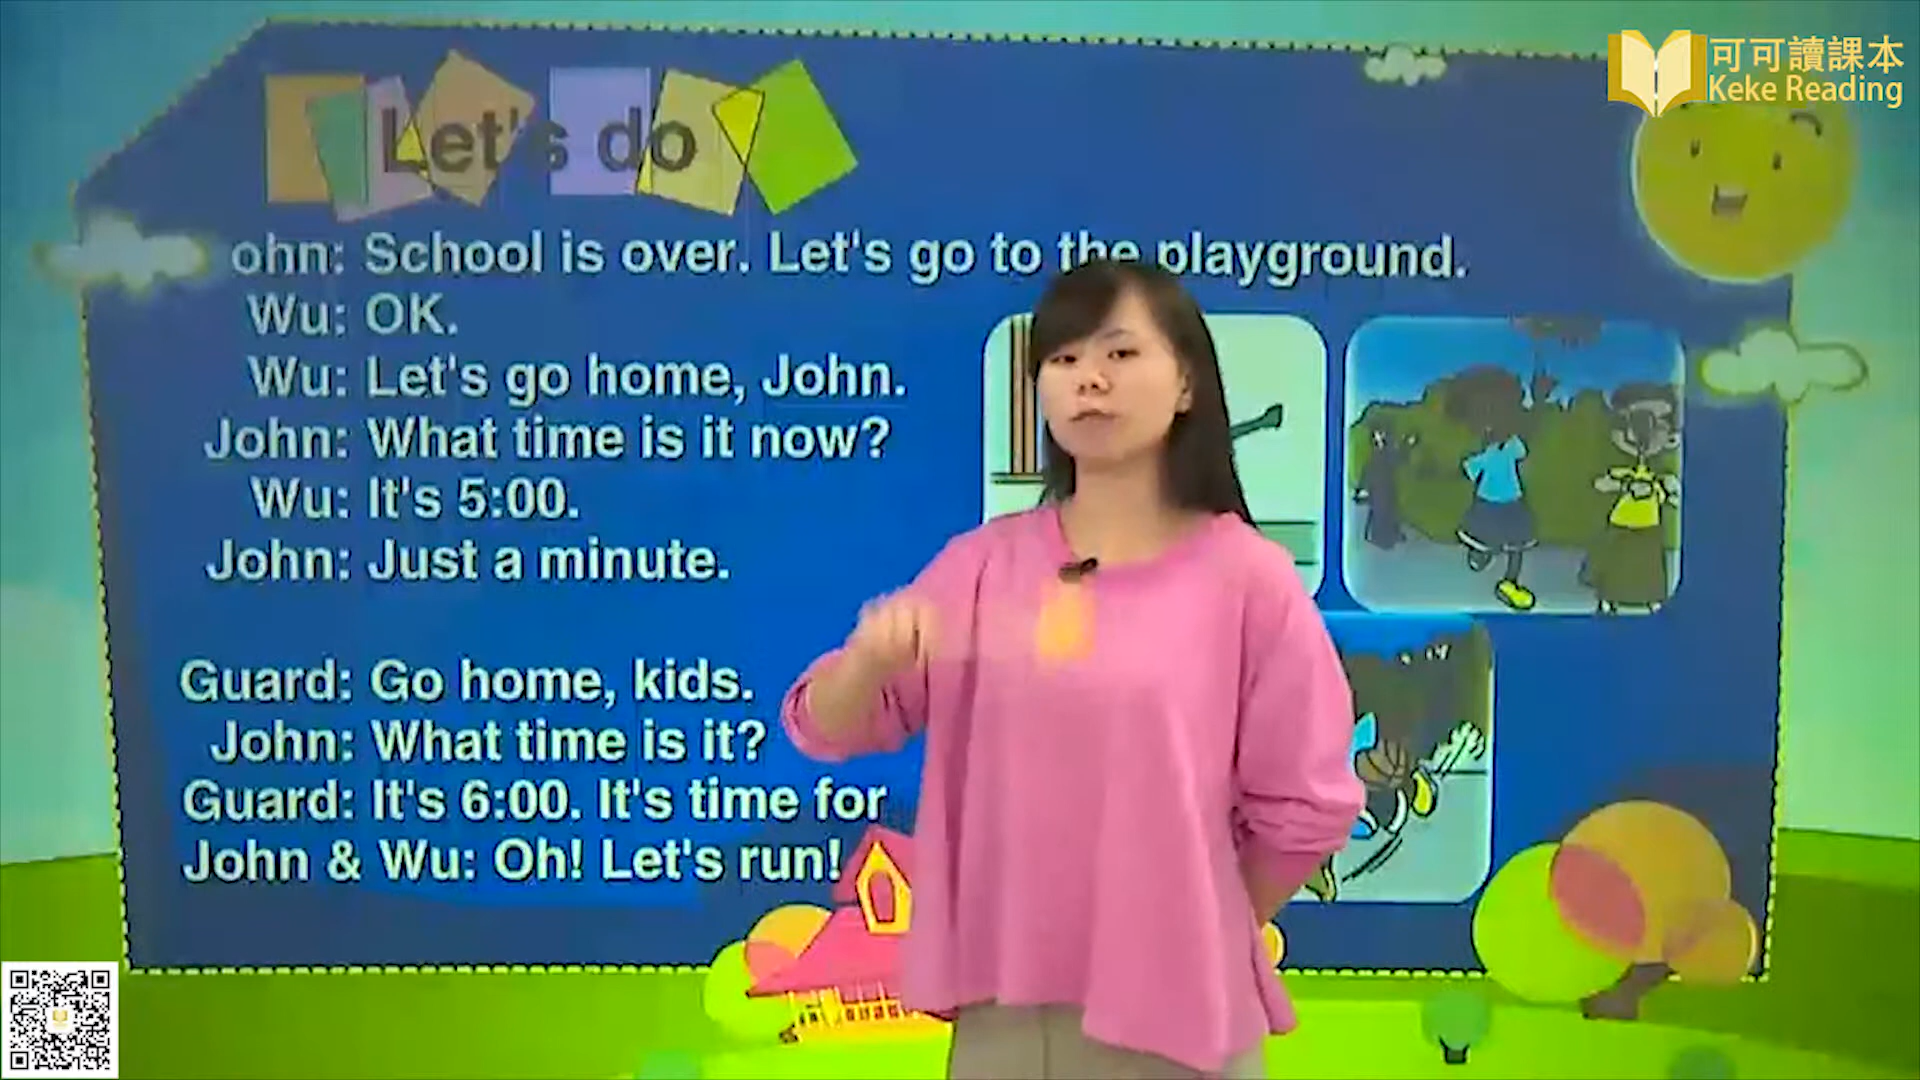 可可讀課本
Keke Reading
Let's do
ohn: School is over. Let's go to the playground.
Wu: OK.
Wu: Let's go home, John.
John: What time is it now?
Wu: It's 5:00.
John: Just a minute.
Guard: Go home, kids.
John: What time is it?
Guard: It's 6:00. It's time for
John & Wu: Oh! Let's run!